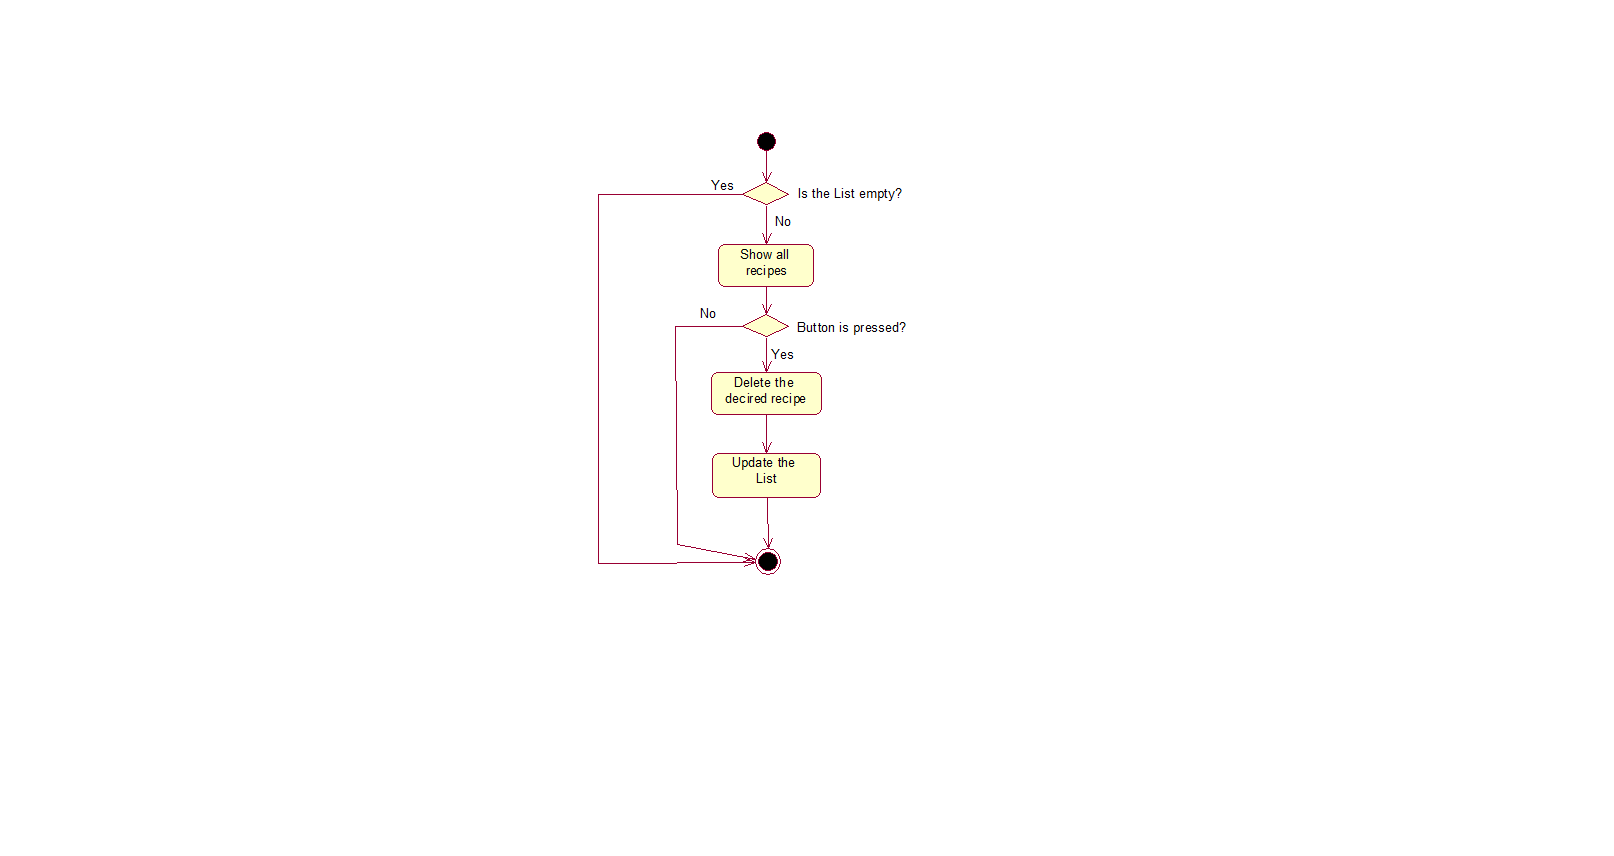 Yes
Is the List empty?
No
Show all
recipes
No
Button is pressed?
Yes
Delete the
decired recipe
Update the
List